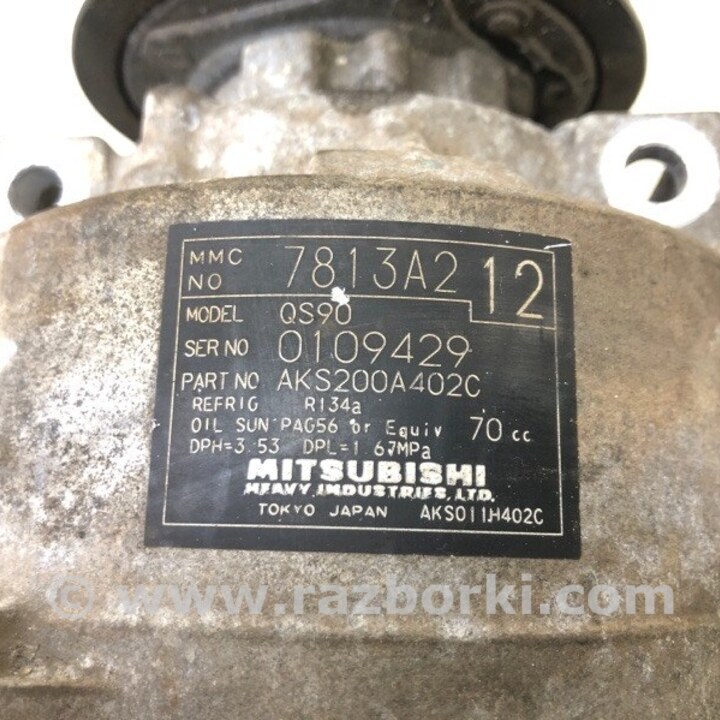 MMC NO 7813A2 12
MODEL QS90
SER NO 0109429
PART NO AKS200A402C
REFRIG R134a
OIL SUN PAG56 or Equiv 70 cc
DPH=3.53 DPL=1.67MPa
MITSUBISHI
HEAVY INDUSTRIES, LTD.
TOKYO JAPAN AKS011H402C
© www.razborki.com